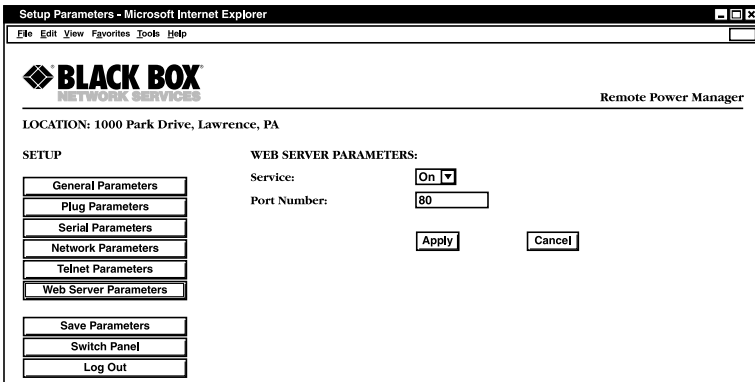 Setup Parameters - Microsoft Internet Explorer
File Edit View Favorites Tools Help
BLACK BOX®
NETWORK SERVICES
Remote Power Manager
LOCATION: 1000 Park Drive, Lawrence, PA
SETUP
WEB SERVER PARAMETERS:
General Parameters
Plug Parameters
Serial Parameters
Network Parameters
Telnet Parameters
Web Server Parameters
Save Parameters
Switch Panel
Log Out
Service: On
Port Number: 80
Apply Cancel